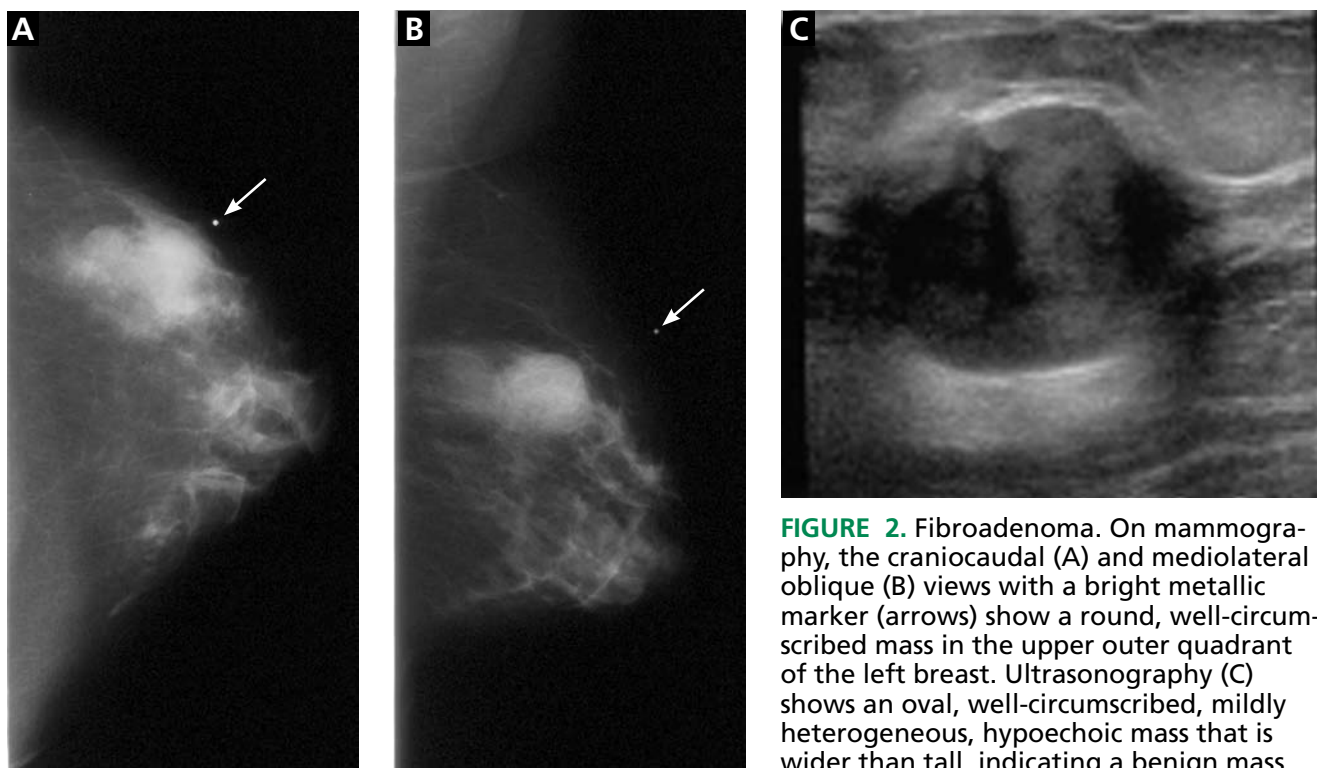 A
B
C
FIGURE 2. Fibroadenoma. On mammogra-
phy, the craniocaudal (A) and mediolateral
oblique (B) views with a bright metallic
marker (arrows) show a round, well-circum-
scribed mass in the upper outer quadrant
of the left breast. Ultrasonography (C)
shows an oval, well-circumscribed, mildly
heterogeneous, hypoechoic mass that is
wider than tall, indicating a benign mass